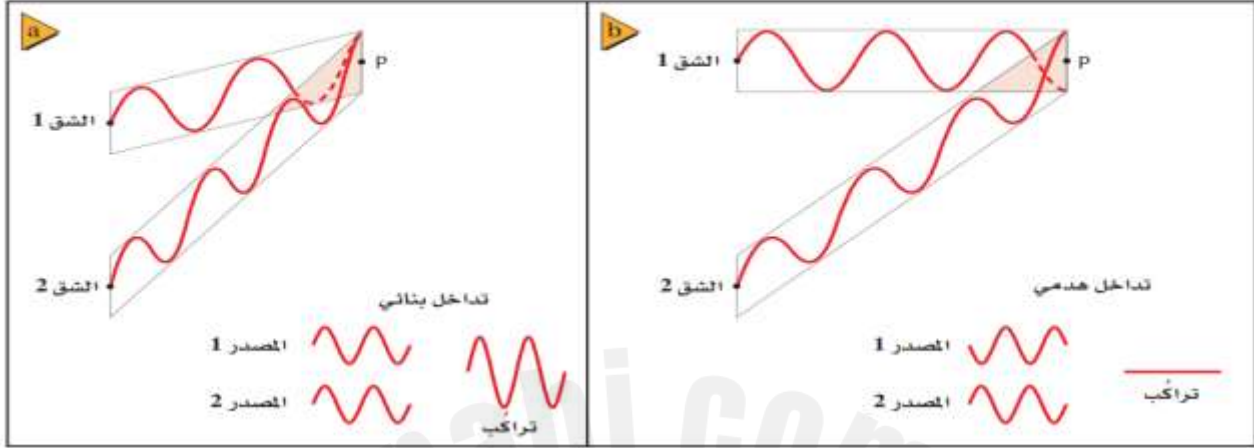 a
الشق 1
P
الشق 2
تداخل بنائي
المصدر 1
المصدر 2
تراكُب
b
الشق 1
P
الشق 2
تداخل هدمي
المصدر 1
المصدر 2
تراكُب